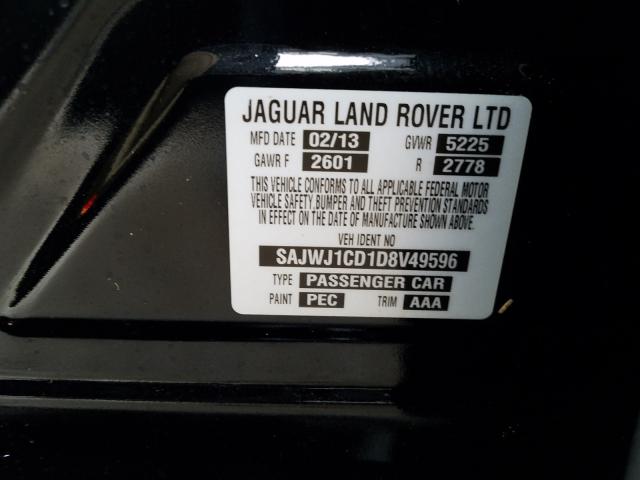 JAGUAR LAND ROVER LTD
MFD DATE 02/13 GVWR 5225
GAWR F 2601 R 2778
THIS VEHICLE CONFORMS TO ALL APPLICABLE FEDERAL MOTOR
VEHICLE SAFETY, BUMPER AND THEFT PREVENTION STANDARDS
IN EFFECT ON THE DATE OF MANUFACTURE SHOWN ABOVE.
VEH IDENT NO
SAJWJ1CD1D8V49596
TYPE PASSENGER CAR
PAINT PEC TRIM AAA